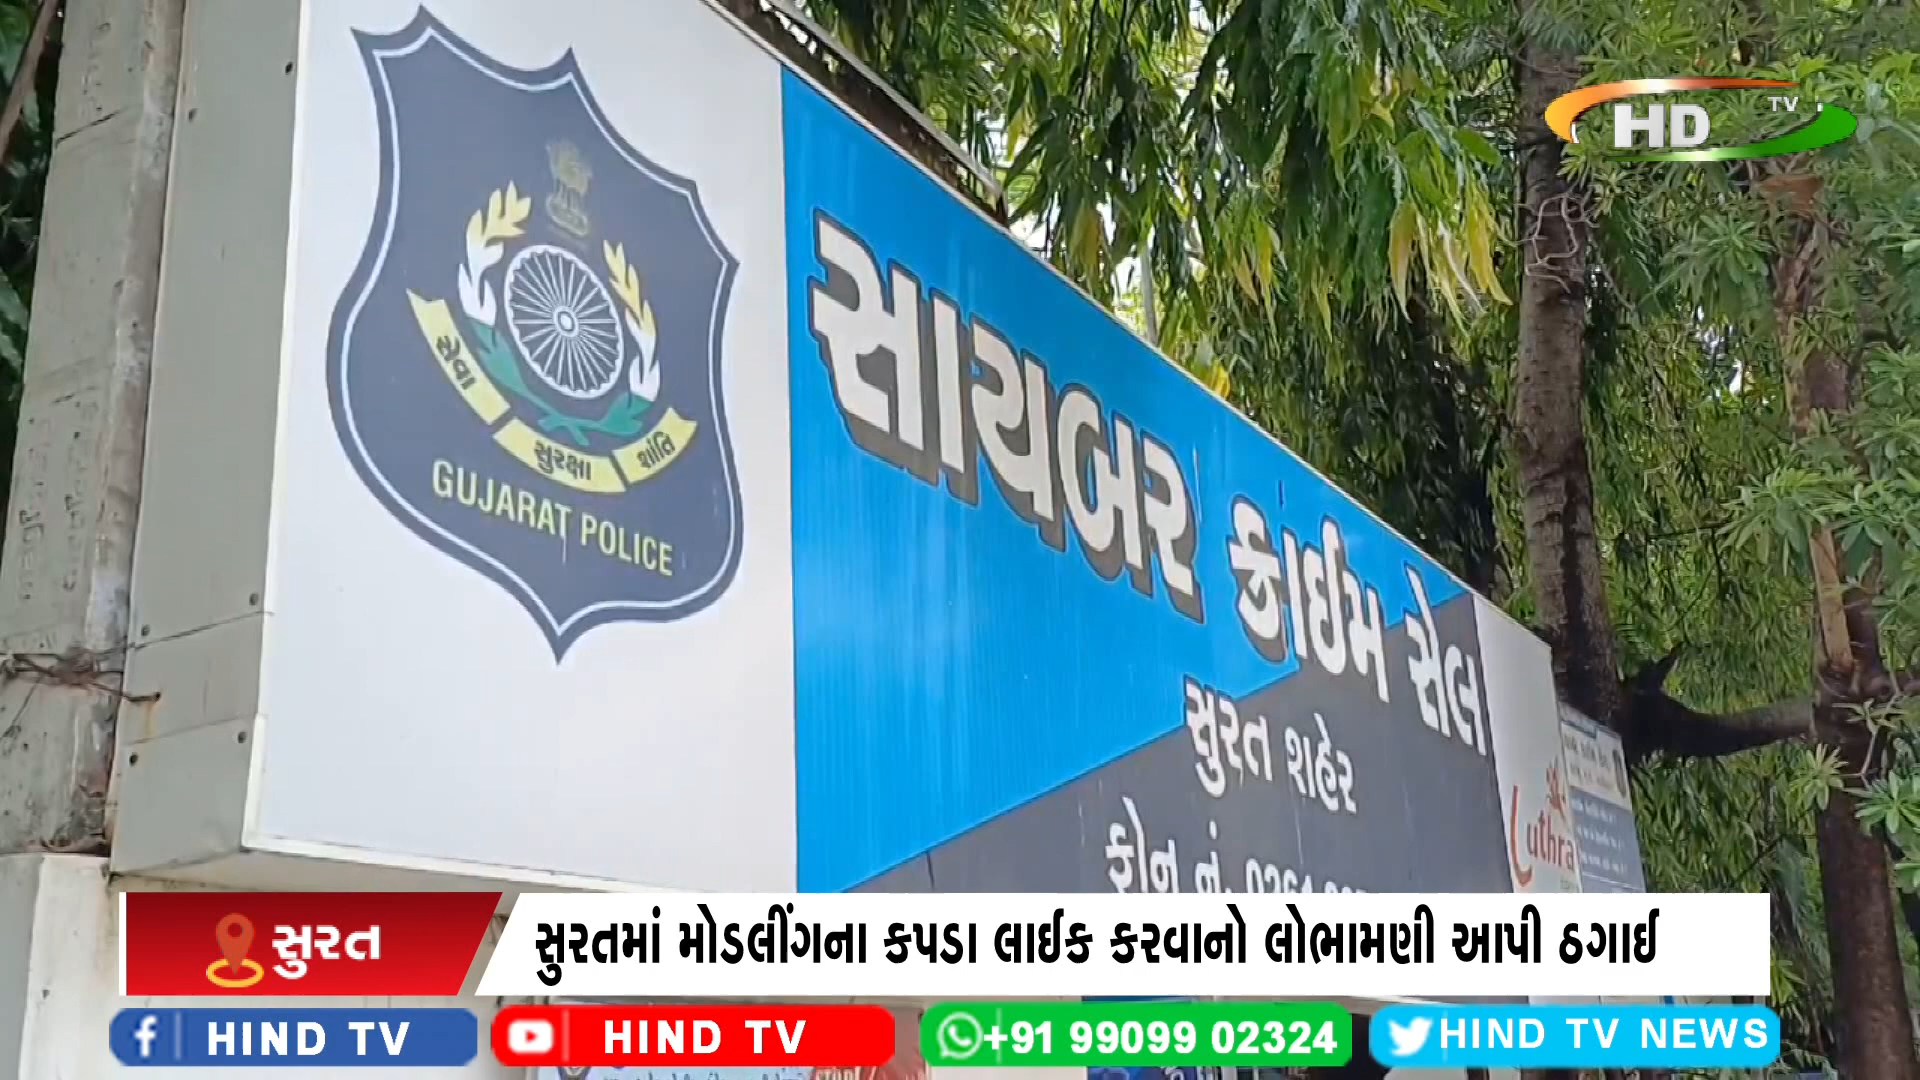 HD TV
સેવા સુરક્ષા શાંતિ
GUJARAT POLICE
સાયબર ક્રાઈમ સેલ
સુરત શહેર
ફોન નં.
Luthra
સુરત
સુરતમાં મોડલીંગના કપડા લાઈક કરવાનો લોભામણી આપી ઠગાઈ
HIND TV
HIND TV
+91 99099 02324
HIND TV NEWS